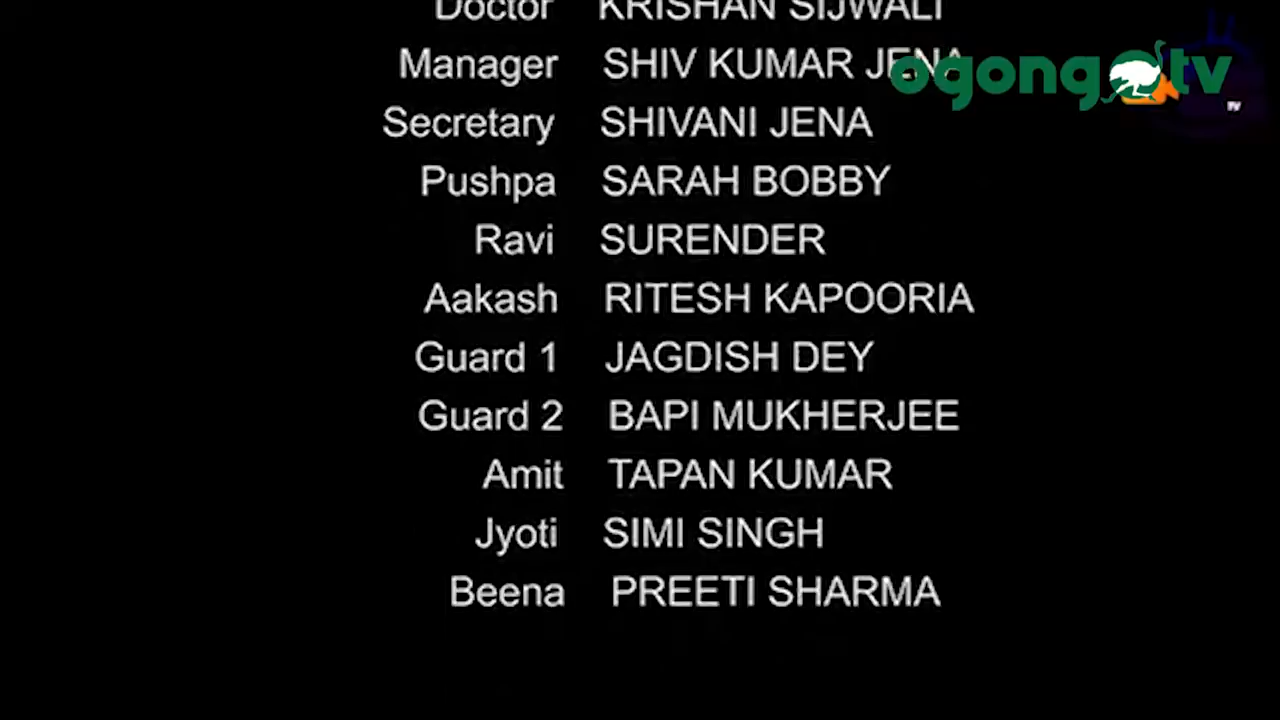 Doctor KRISHAN SIJWALI
Manager SHIV KUMAR JENA
ogongotv
TV
Secretary SHIVANI JENA
Pushpa SARAH BOBBY
Ravi SURENDER
Aakash RITESH KAPOORIA
Guard 1 JAGDISH DEY
Guard 2 BAPI MUKHERJEE
Amit TAPAN KUMAR
Jyoti SIMI SINGH
Beena PREETI SHARMA